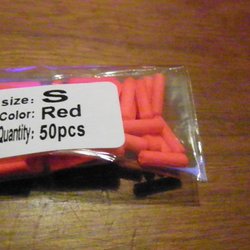 size: S
Color: Red
Quantity: 50pcs